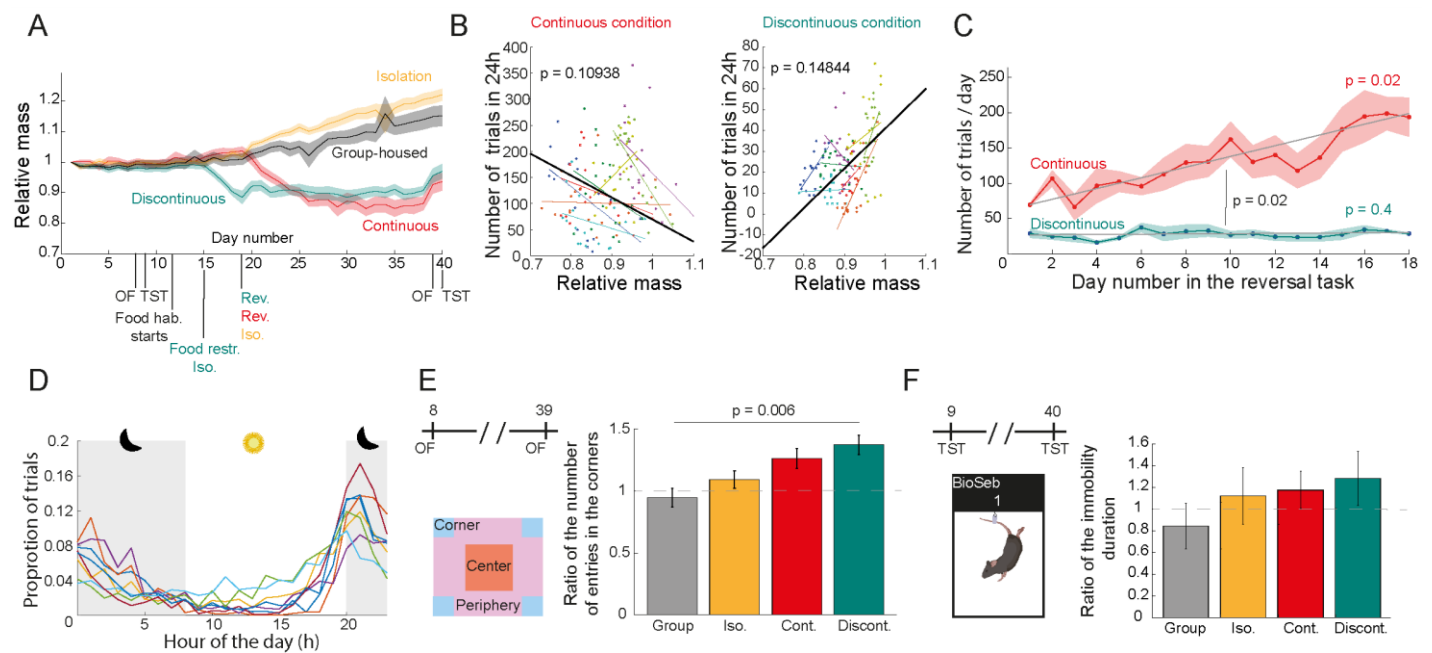 A
Relative mass
1.2
1.1
1
0.9
0.8
0.7
Isolation
Group-housed
Discontinuous
Continuous
Day number
0 5 10 15 20 25 30 35 40
OF TST
OF TST
Food hab.
starts
Food restr.
Iso.
Rev.
Rev.
Iso.
B
Continuous condition
Number of trials in 24h
400
350
300
250
200
150
100
50
0
p = 0.10938
0.7 0.8 0.9 1 1.1
Relative mass
Discontinuous condition
Number of trials in 24h
80
70
60
50
40
30
20
10
0
-10
-20
p = 0.14844
0.7 0.8 0.9 1 1.1
Relative mass
C
Number of trials / day
250
200
150
100
50
p = 0.02
Continuous
p = 0.02
Discontinuous
p = 0.4
2 4 6 8 10 12 14 16 18
Day number in the reversal task
D
Proprotion of trials
0.2
0.16
0.12
0.08
0.04
0
0 5 10 15 20
Hour of the day (h)
E
8 39
OF OF
Corner
Center
Periphery
Ratio of the numnber
of entries in the corners
p = 0.006
1.5
1
0.5
0
Group Iso. Cont. Discont.
F
9 40
TST TST
BioSeb
1
Ratio of the immobility
duration
1.6
1.4
1.2
1
0.8
0.6
0.4
0.2
0
Group Iso. Cont. Discont.